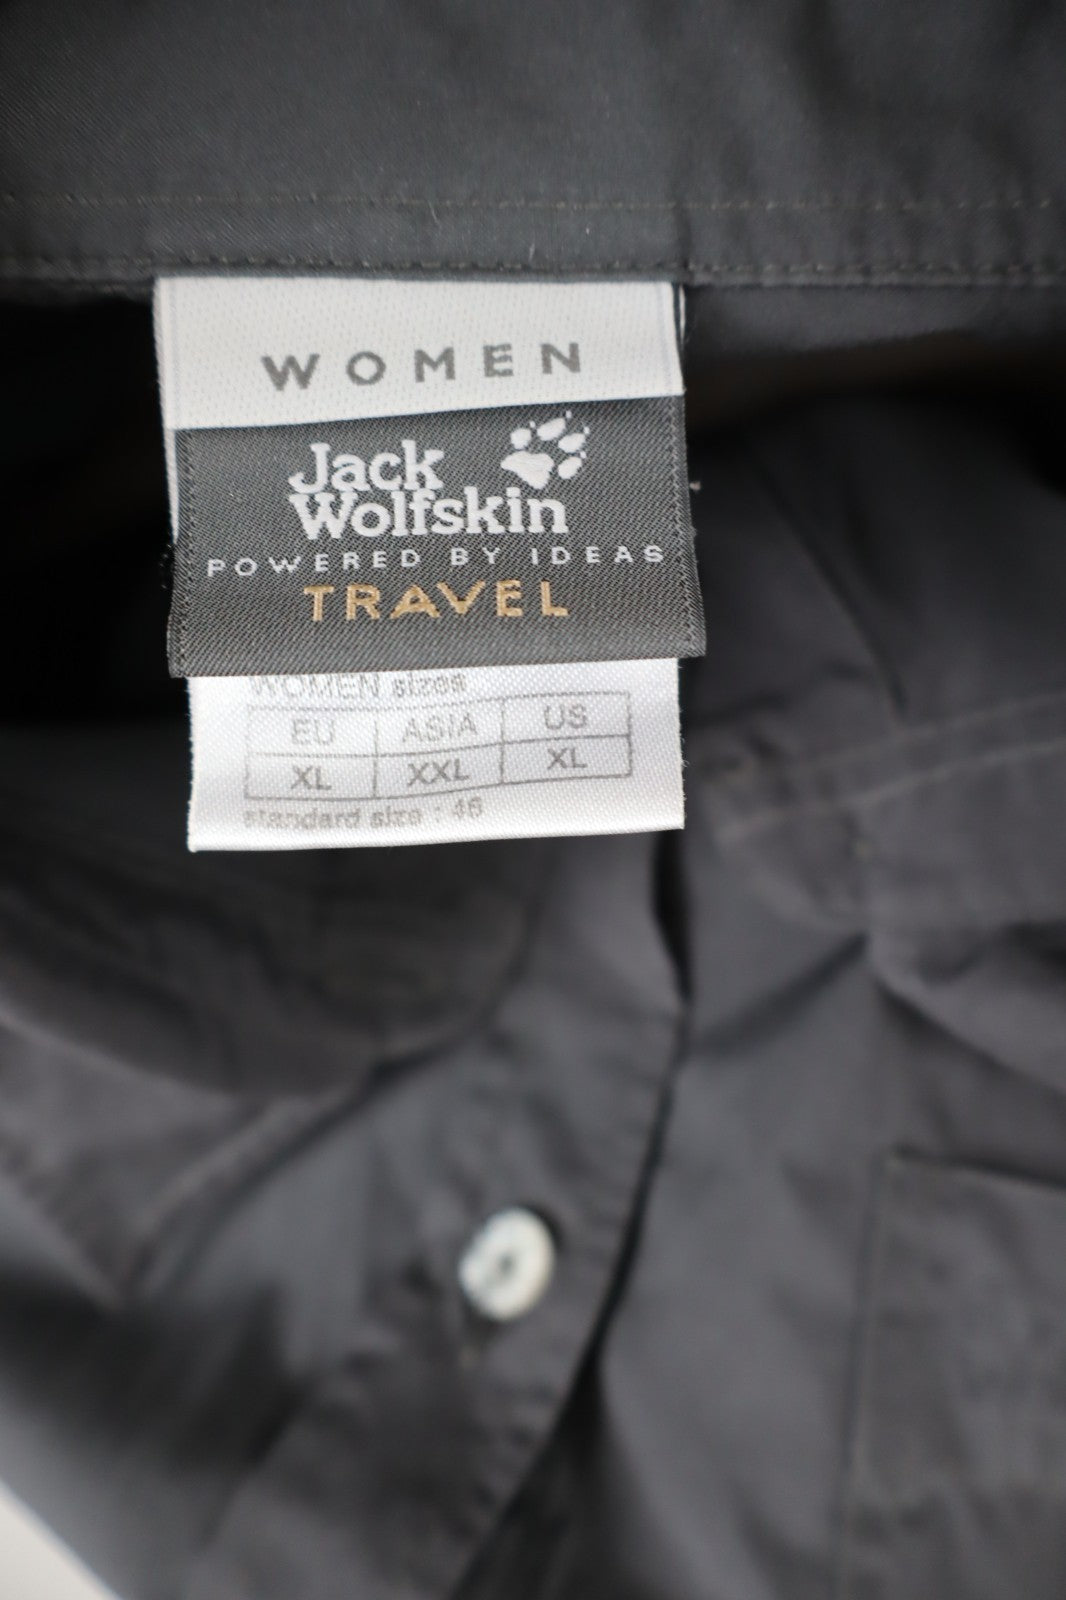 WOMEN
Jack
Wolfskin
POWERED BY IDEAS
TRAVEL
WOMEN sizes
EU ASIA US
XL XXL XL
standard size : 46